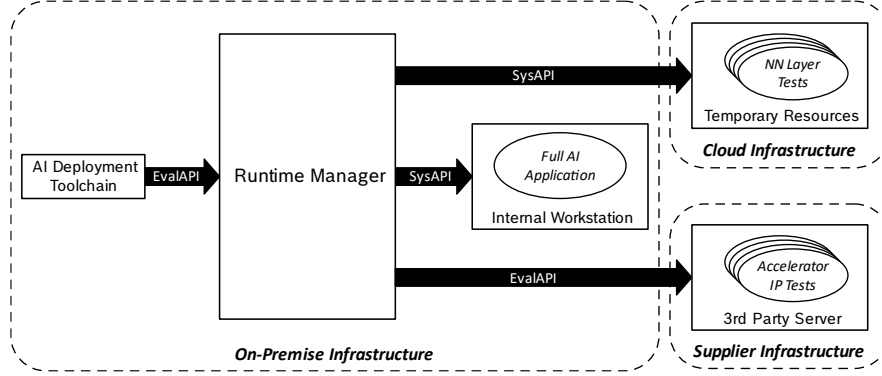 AI Deployment
Toolchain
EvalAPI
Runtime Manager
SysAPI
NN Layer
Tests
Temporary Resources
Cloud Infrastructure
SysAPI
Full AI
Application
Internal Workstation
EvalAPI
Accelerator
IP Tests
3rd Party Server
Supplier Infrastructure
On-Premise Infrastructure